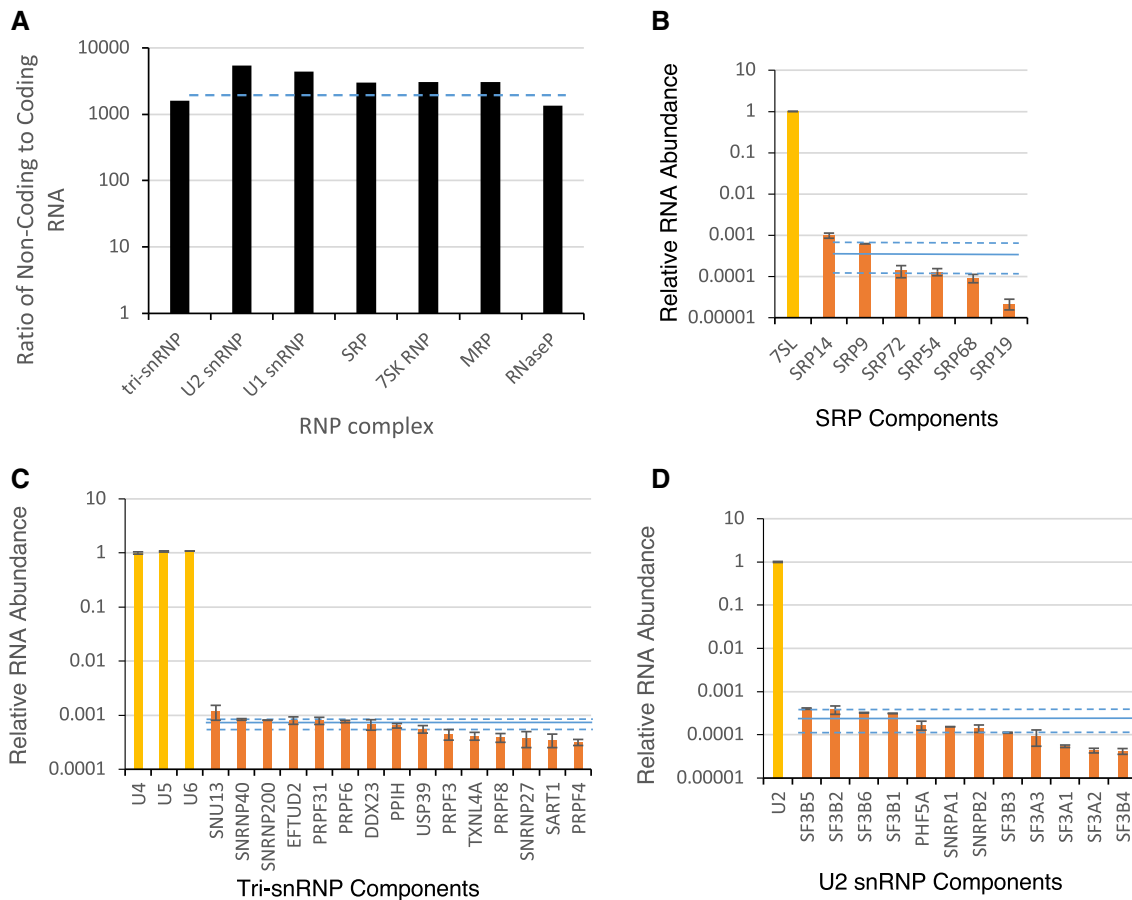 A
Ratio of Non-Coding to Coding
RNA
10000
1000
100
10
1
tri-snRNP
U2 snRNP
U1 snRNP
SRP
7SK RNP
MRP
RNaseP
RNP complex
B
Relative RNA Abundance
10
1
0.1
0.01
0.001
0.0001
0.00001
7SL
SRP14
SRP9
SRP72
SRP54
SRP68
SRP19
SRP Components
C
Relative RNA Abundance
10
1
0.1
0.01
0.001
0.0001
U4
U5
U6
SNU13
SNRNP40
SNRNP200
EFTUD2
PRPF31
PRPF6
DDX23
PPIH
USP39
PRPF3
TXNL4A
PRPF8
SNRNP27
SART1
PRPF4
Tri-snRNP Components
D
Relative RNA Abundance
10
1
0.1
0.01
0.001
0.0001
0.00001
U2
SF3B5
SF3B2
SF3B6
SF3B1
PHF5A
SNRPA1
SNRPB2
SF3B3
SF3A3
SF3A1
SF3A2
SF3B4
U2 snRNP Components